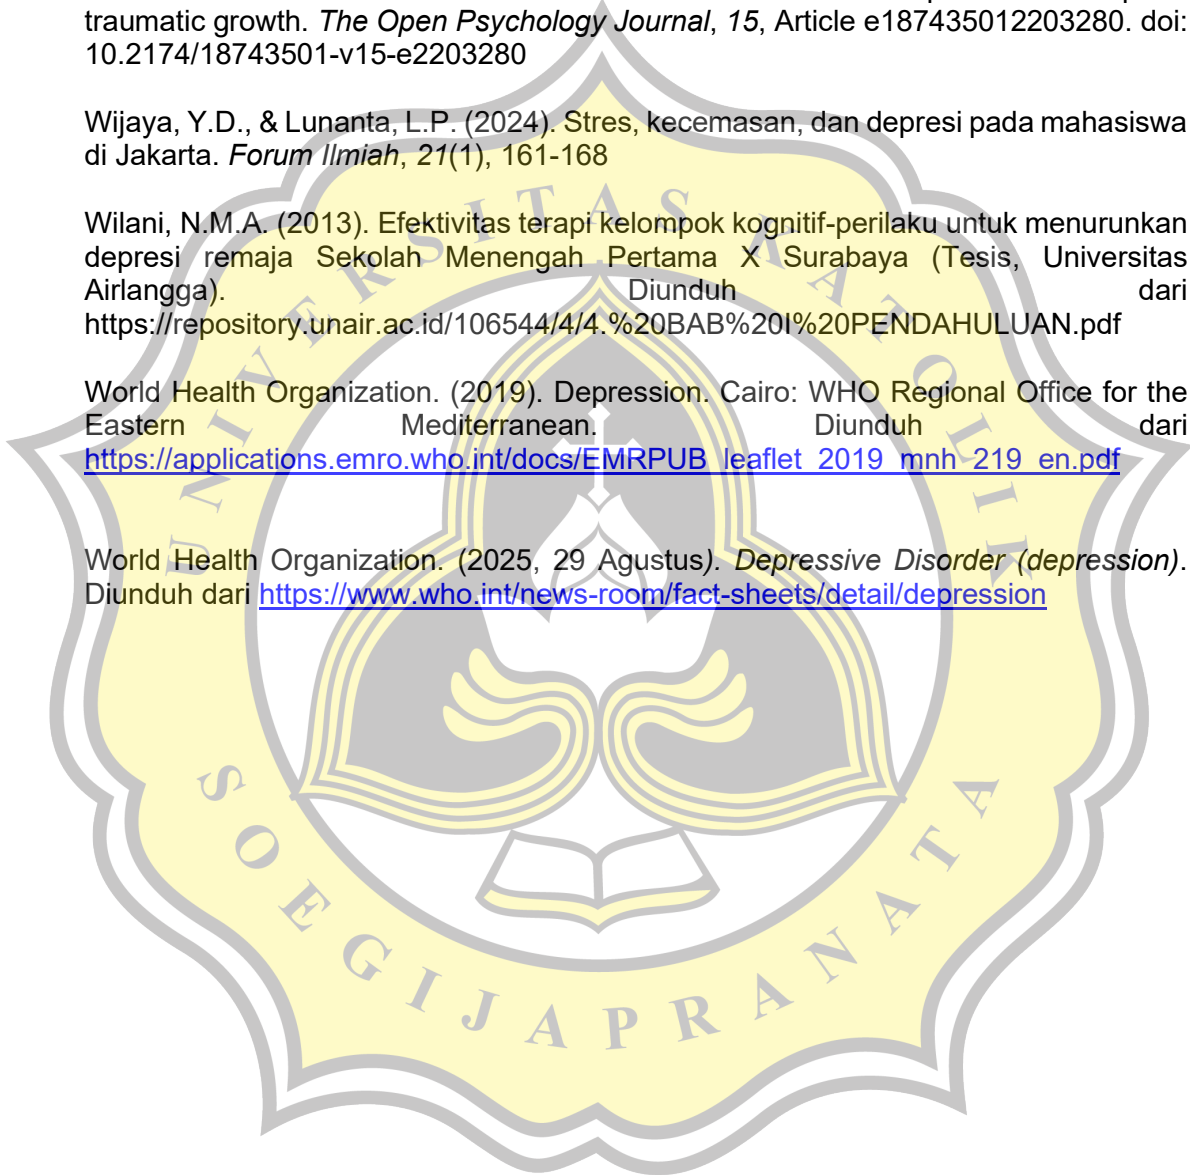 traumatic growth. The Open Psychology Journal, 15, Article e187435012203280. doi:
10.2174/18743501-v15-e2203280
Wijaya, Y.D., & Lunanta, L.P. (2024). Stres, kecemasan, dan depresi pada mahasiswa
di Jakarta. Forum Ilmiah, 21(1), 161-168
Wilani, N.M.A. (2013). Efektivitas terapi kelompok kognitif-perilaku untuk menurunkan
depresi remaja Sekolah Menengah Pertama X Surabaya (Tesis, Universitas
Airlangga). Diunduh dari
https://repository.unair.ac.id/106544/4/4.%20BAB%20I%20PENDAHULUAN.pdf
World Health Organization. (2019). Depression. Cairo: WHO Regional Office for the
Eastern Mediterranean. Diunduh dari
https://applications.emro.who.int/docs/EMRPUB_leaflet_2019_mnh_219_en.pdf
World Health Organization. (2025, 29 Agustus). Depressive Disorder (depression).
Diunduh dari https://www.who.int/news-room/fact-sheets/detail/depression
UNIVERSITAS KATOLIK
SOEGIJAPRANATA